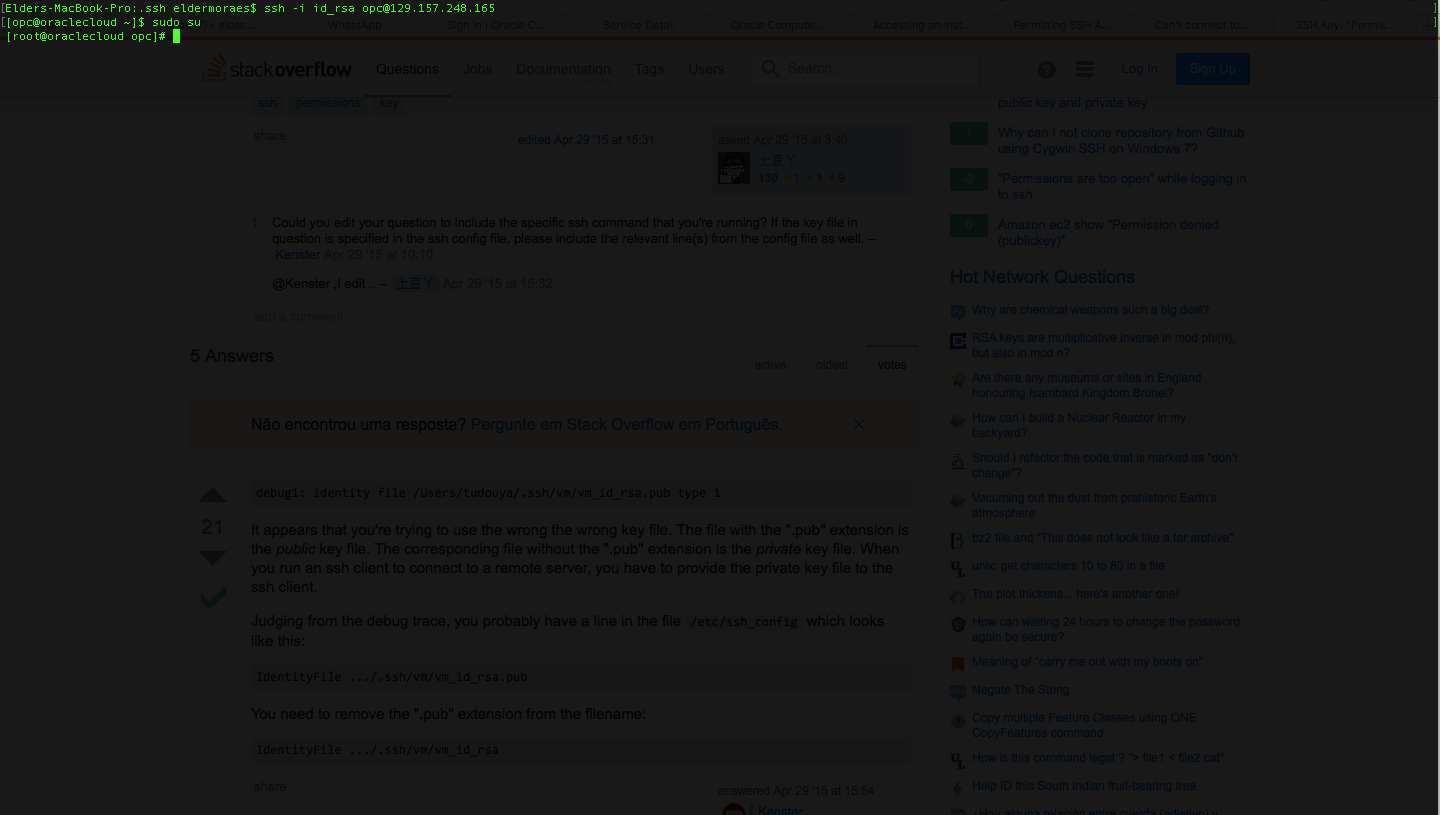 [Elders-MacBook-Pro:.ssh eldermoraes$ ssh -i id_rsa opc@129.157.248.165 ]
[[opc@oraclecloud ~]$ sudo su ]
[root@oraclecloud opc]#
WhatsApp Sign in | Oracle C... Service Detail Oracle Compute... Accessing an Inst... Permitting SSH A... Can't connect to... SSH Key: "Permis...
stackoverflow Questions Jobs Documentation Tags Users Search... Log In Sign Up
BETA
ssh permissions key
share edited Apr 29 '15 at 15:31 asked Apr 29 '15 at 3:40
土豆丫
130 1 1 9
1 Could you edit your question to include the specific ssh command that you're running? If the key file in
question is specified in the ssh config file, please include the relevant line(s) from the config file as well. –
Kenster Apr 29 '15 at 10:10
@Kenster ,I edit .. – 土豆丫 Apr 29 '15 at 15:32
add a comment
5 Answers
active oldest votes
Não encontrou uma resposta? Pergunte em Stack Overflow em Português. ×
debug1: identity file /Users/tudouya/.ssh/vm/vm_id_rsa.pub type 1
21
It appears that you're trying to use the wrong the wrong key file. The file with the ".pub" extension is
the public key file. The corresponding file without the ".pub" extension is the private key file. When
you run an ssh client to connect to a remote server, you have to provide the private key file to the
ssh client.
Judging from the debug trace, you probably have a line in the file /etc/ssh_config which looks
like this:
IdentityFile .../.ssh/vm/vm_id_rsa.pub
You need to remove the ".pub" extension from the filename:
IdentityFile .../.ssh/vm/vm_id_rsa
share
answered Apr 29 '15 at 15:54
Kenster
public key and private key
1 Why can I not clone repository from Github
using Cygwin SSH on Windows 7?
-2 "Permissions are too open" while logging in
to ssh
0 Amazon ec2 show "Permission denied
(publickey)"
Hot Network Questions
Why are chemical weapons such a big deal?
RSA keys are multiplicative inverse in mod phi(n),
but also in mod n?
Are there any museums or sites in England
honouring Isambard Kingdom Brunel?
How can I build a Nuclear Reactor in my
backyard?
Should I refactor the code that is marked as "don't
change"?
Vacuming out the dust from prehistoric Earth's
atmosphere
bz2 file and "This does not look like a tar archive"
unix: get characters 10 to 80 in a file
The plot thickens... here's another one!
How can waiting 24 hours to change the password
again be secure?
Meaning of "carry me out with my boots on"
Negate The String
Copy multiple Feature Classes using ONE
CopyFeatures command
How is this command legal ? "> file1 < file2 cat"
Help ID this South Indian fruit-bearing tree
¿Hay alguna relación entre cuerda (adjetivo) y